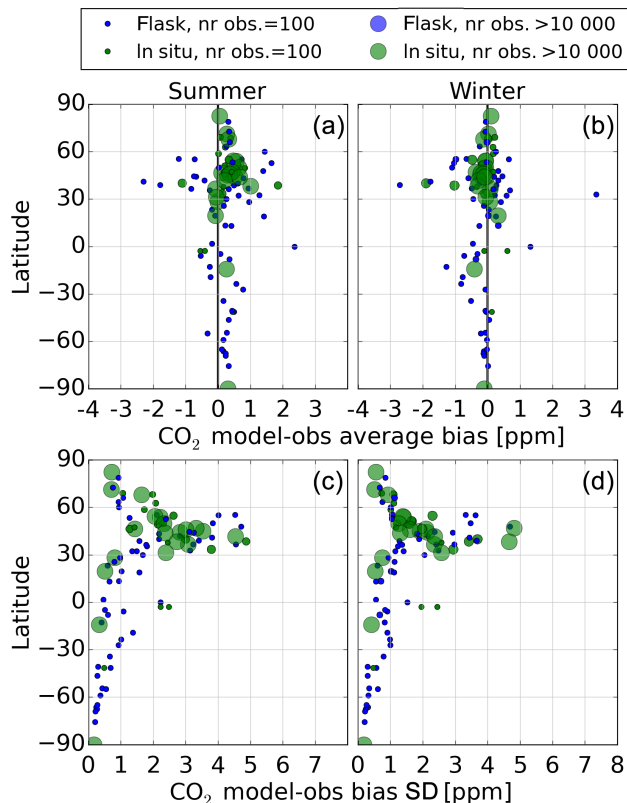 Flask, nr obs.=100 Flask, nr obs. >10 000
In situ, nr obs.=100 In situ, nr obs. >10 000
Summer Winter
(a) (b)
Latitude
90
60
30
0
−30
−60
−90
-4 -3 -2 -1 0 1 2 3 -4 -3 -2 -1 0 1 2 3 4
CO2 model-obs average bias [ppm]
(c) (d)
Latitude
90
60
30
0
−30
−60
−90
0 1 2 3 4 5 6 7 0 1 2 3 4 5 6 7 8
CO2 model-obs bias SD [ppm]